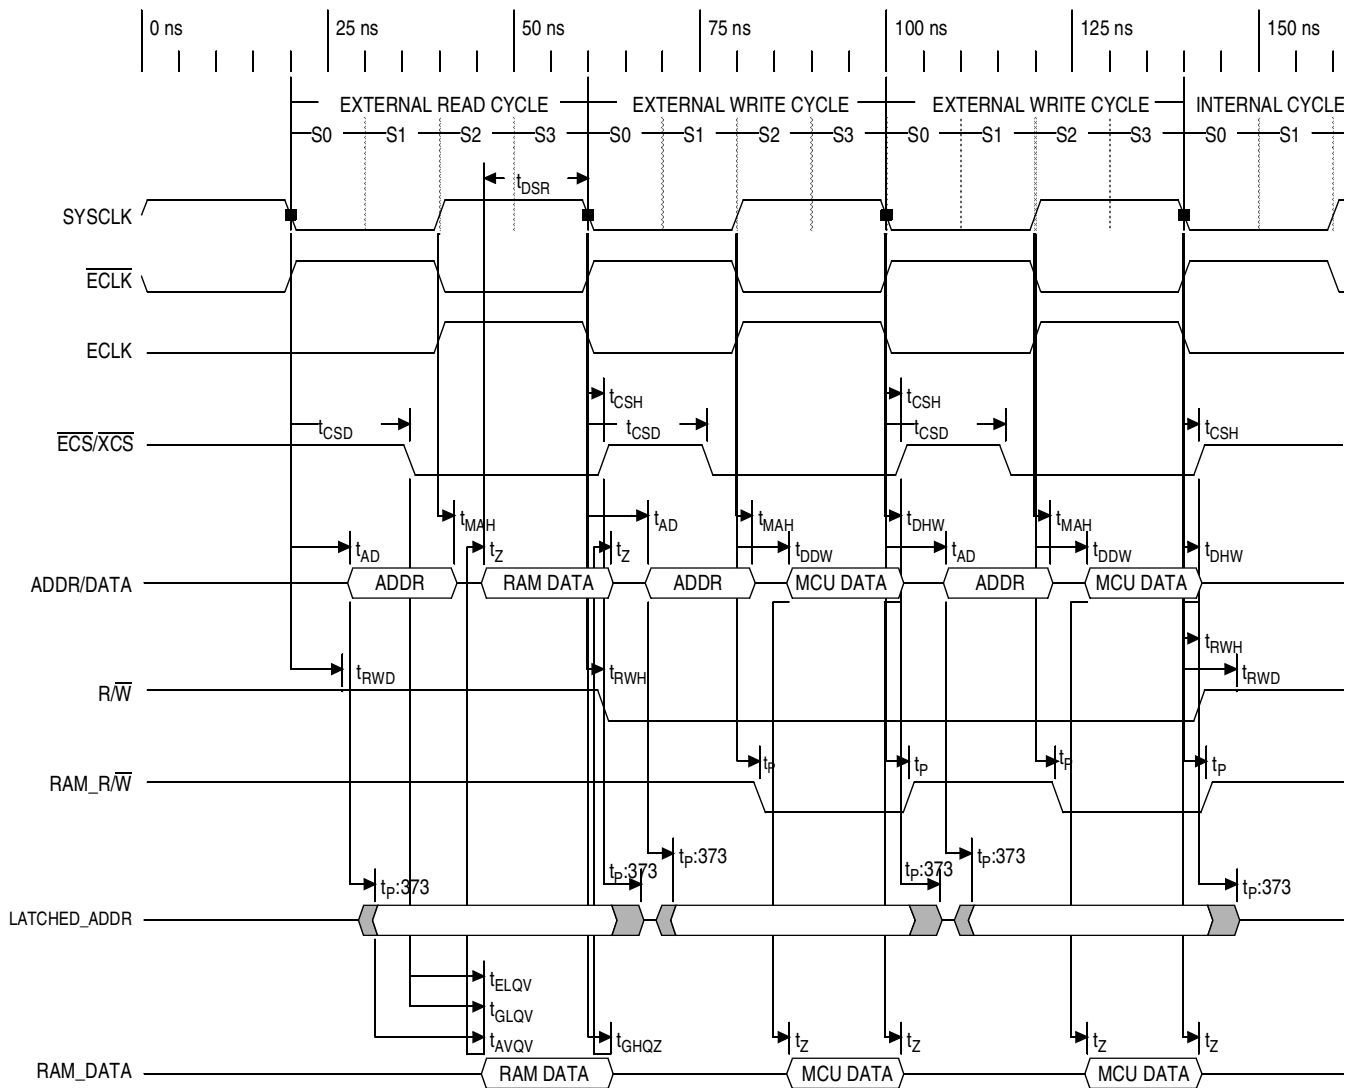 0 ns 25 ns 50 ns 75 ns 100 ns 125 ns 150 ns
EXTERNAL READ CYCLE EXTERNAL WRITE CYCLE EXTERNAL WRITE CYCLE INTERNAL CYCLE
S0 S1 S2 S3 S0 S1 S2 S3 S0 S1 S2 S3 S0 S1
tDSR
SYSCLK
ECLK
ECLK
tCSH tCSH
tCSD tCSD tCSD tCSH
ECS/XCS
tMAH tAD tMAH tDHW tMAH
tAD tZ tZ tDDW tAD tDDW tDHW
ADDR/DATA ADDR RAM DATA ADDR MCU DATA ADDR MCU DATA
tRWH
tRWD tRWH tRWD
R/W
tP tP tP tP
RAM_R/W
tP:373 tP:373
tP:373 tP:373 tP:373 tP:373
LATCHED_ADDR
tELQV
tGLQV
tAVQV tGHQZ tZ tZ tZ tZ
RAM_DATA RAM DATA MCU DATA MCU DATA